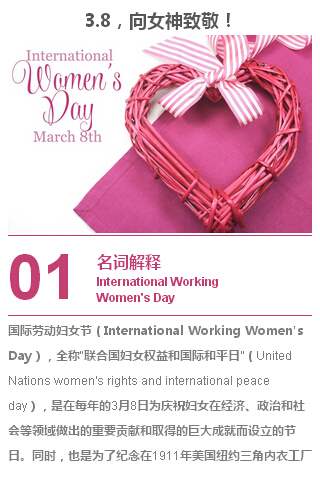 3.8，向女神致敬！
International
Women's
Day
March 8th
01
名词解释
International Working
Women's Day
国际劳动妇女节（International Working Women's
Day），全称"联合国妇女权益和国际和平日"（United
Nations women's rights and international peace
day），是在每年的3月8日为庆祝妇女在经济、政治和社
会等领域做出的重要贡献和取得的巨大成就而设立的节
日。同时，也是为了纪念在1911年美国纽约三角内衣工厂